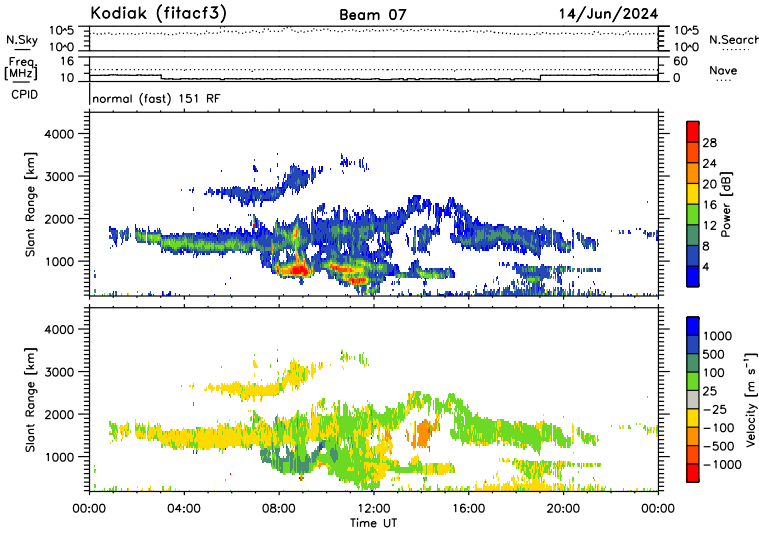 Kodiak (fitacf3) Beam 07 14/Jun/2024
N.Sky 10^5 10^0 10^5 10^0 N.Search
Freq. [MHz] 16 10 60 0 Nave
CPID normal (fast) 151 RF
Slant Range [km] 4000 3000 2000 1000
Power [dB] 28 24 20 16 12 8 4
Slant Range [km] 4000 3000 2000 1000
Velocity [m s⁻¹] 1000 500 100 25 −25 −100 −500 −1000
00:00 04:00 08:00 12:00 16:00 20:00 00:00
Time UT